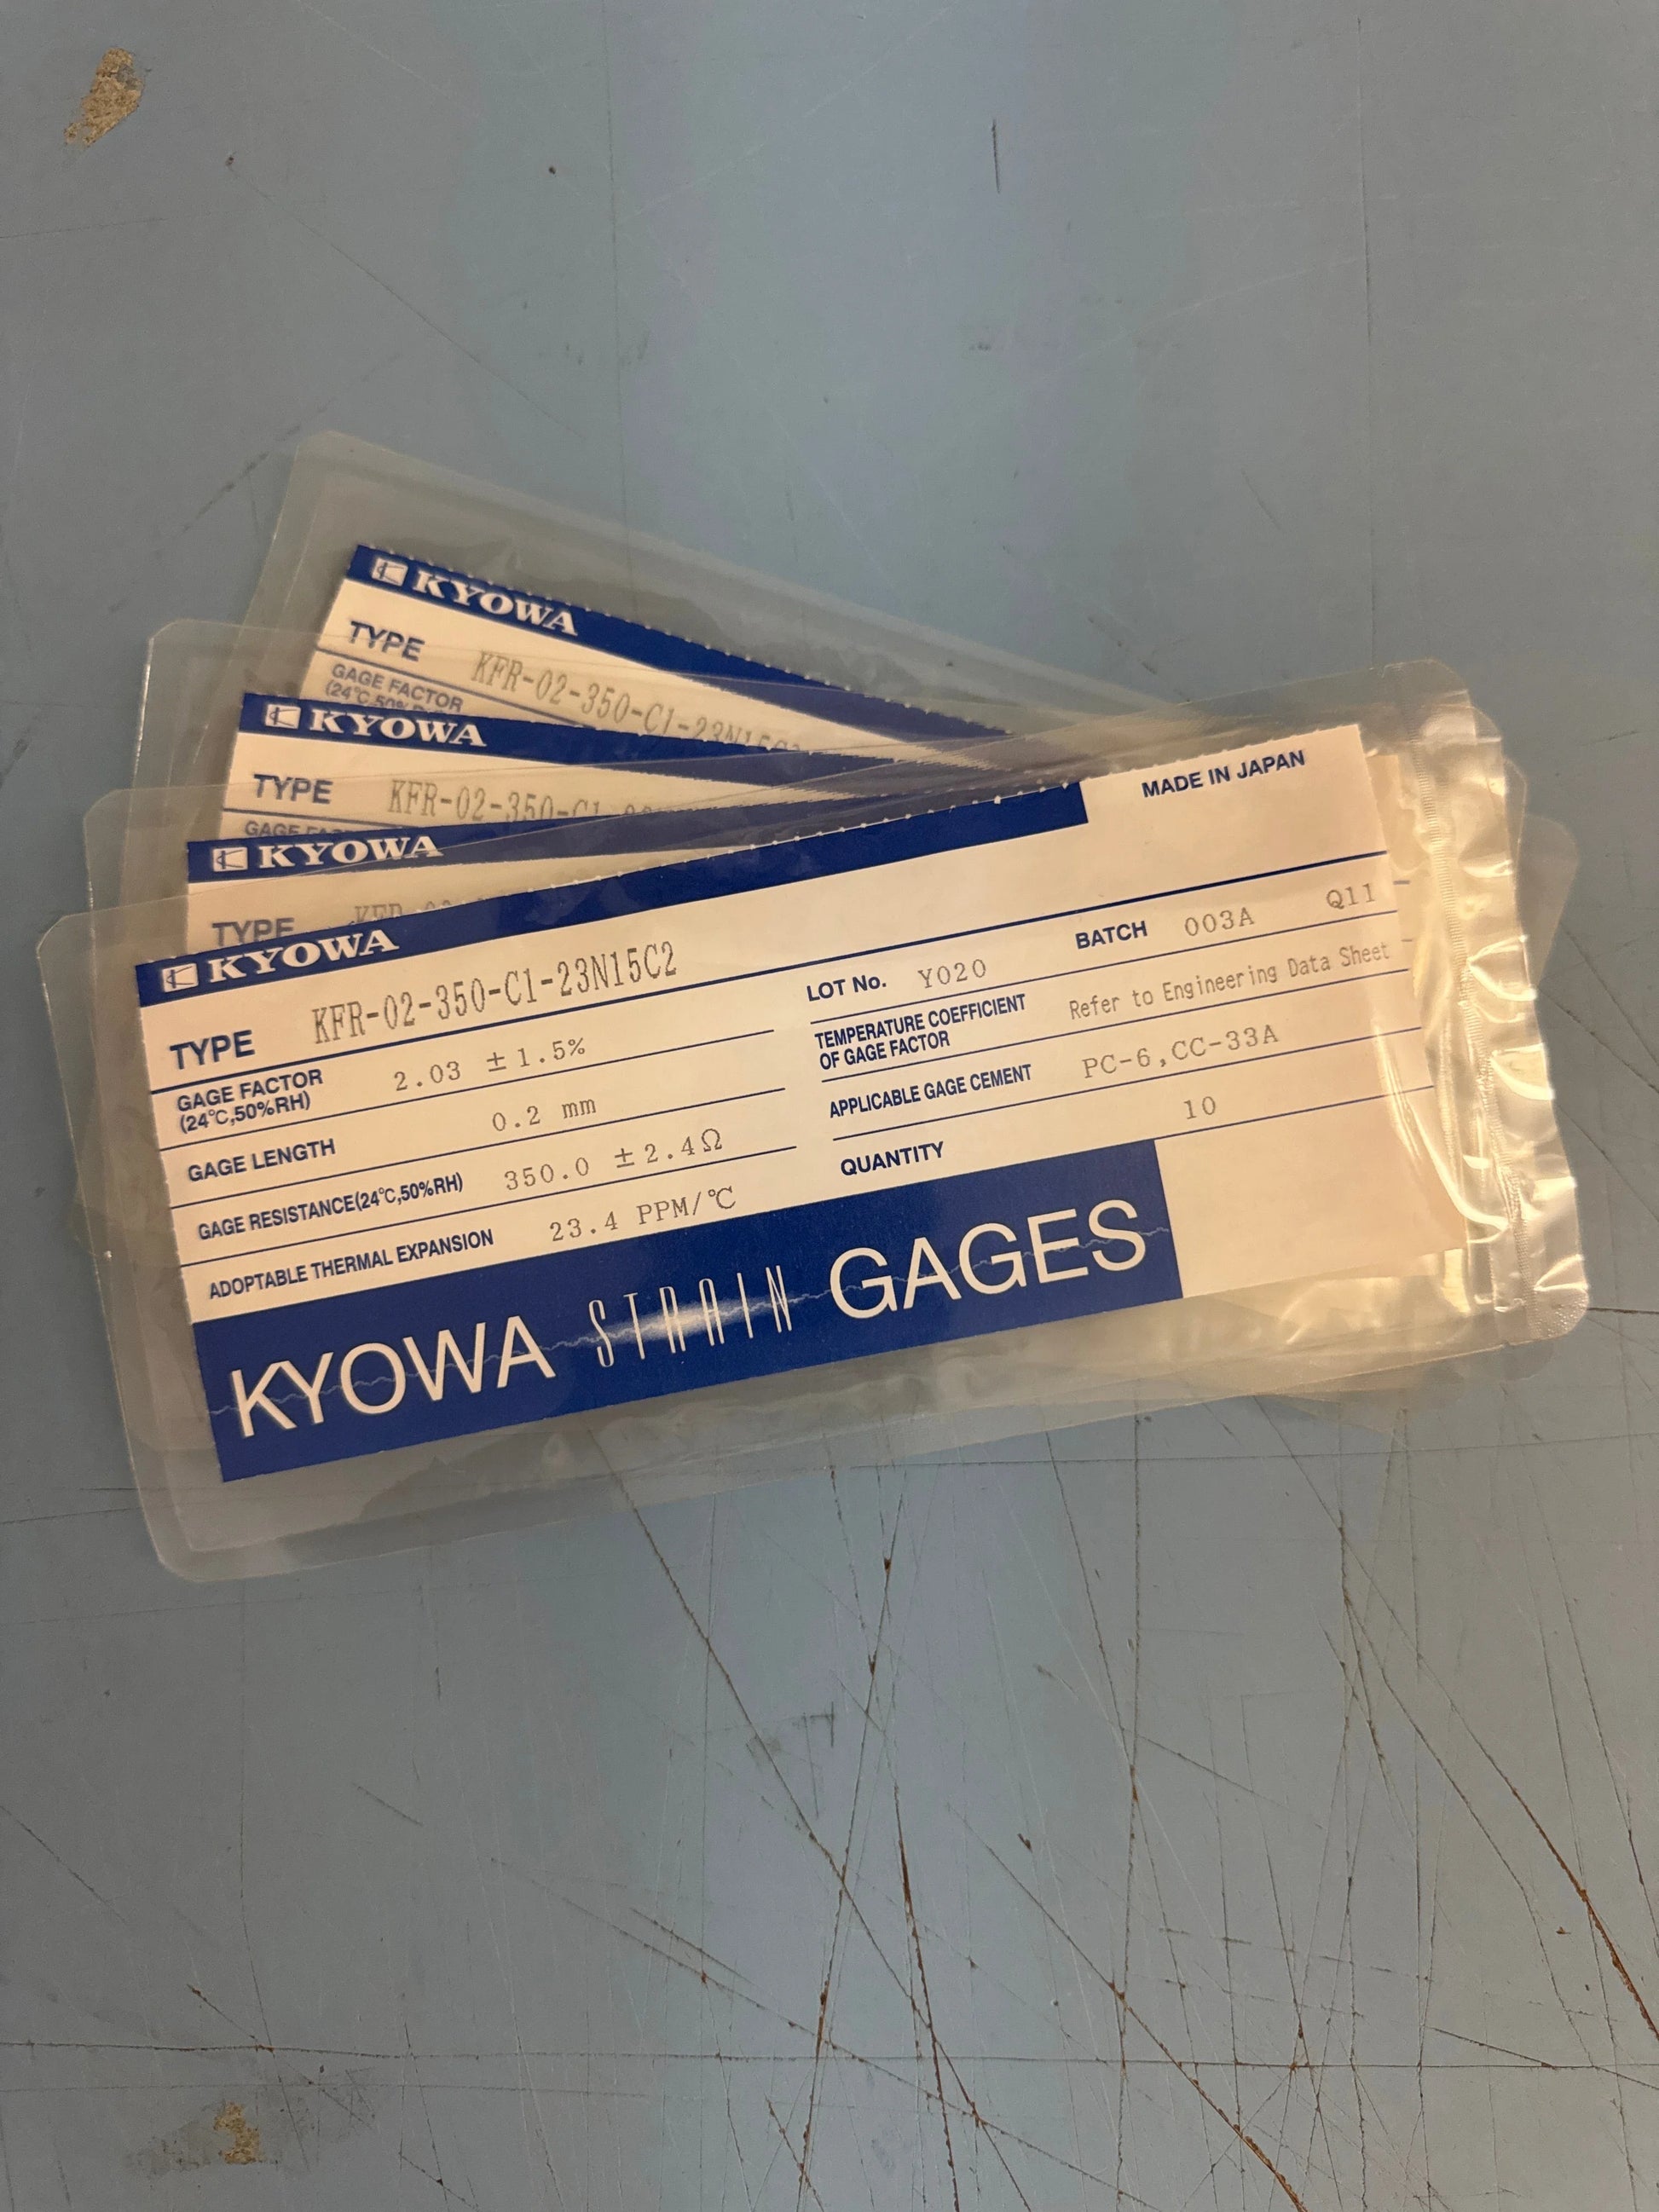 KYOWA
TYPE KFR-02-350-C1-23N15C2
GAGE FACTOR
(24℃,50%
KYOWA
TYPE KFR-02-350-C1-
KYOWA
TYPE
KYOWA
MADE IN JAPAN
TYPE KFR-02-350-C1-23N15C2
GAGE FACTOR
(24℃,50%RH) 2.03 ±1.5%
GAGE LENGTH 0.2 mm
GAGE RESISTANCE(24℃,50%RH) 350.0 ±2.4Ω
ADOPTABLE THERMAL EXPANSION 23.4 PPM/℃
LOT No. Y020 BATCH 003A Q11
TEMPERATURE COEFFICIENT
OF GAGE FACTOR Refer to Engineering Data Sheet
APPLICABLE GAGE CEMENT PC-6,CC-33A
QUANTITY 10
KYOWA STRAIN GAGES